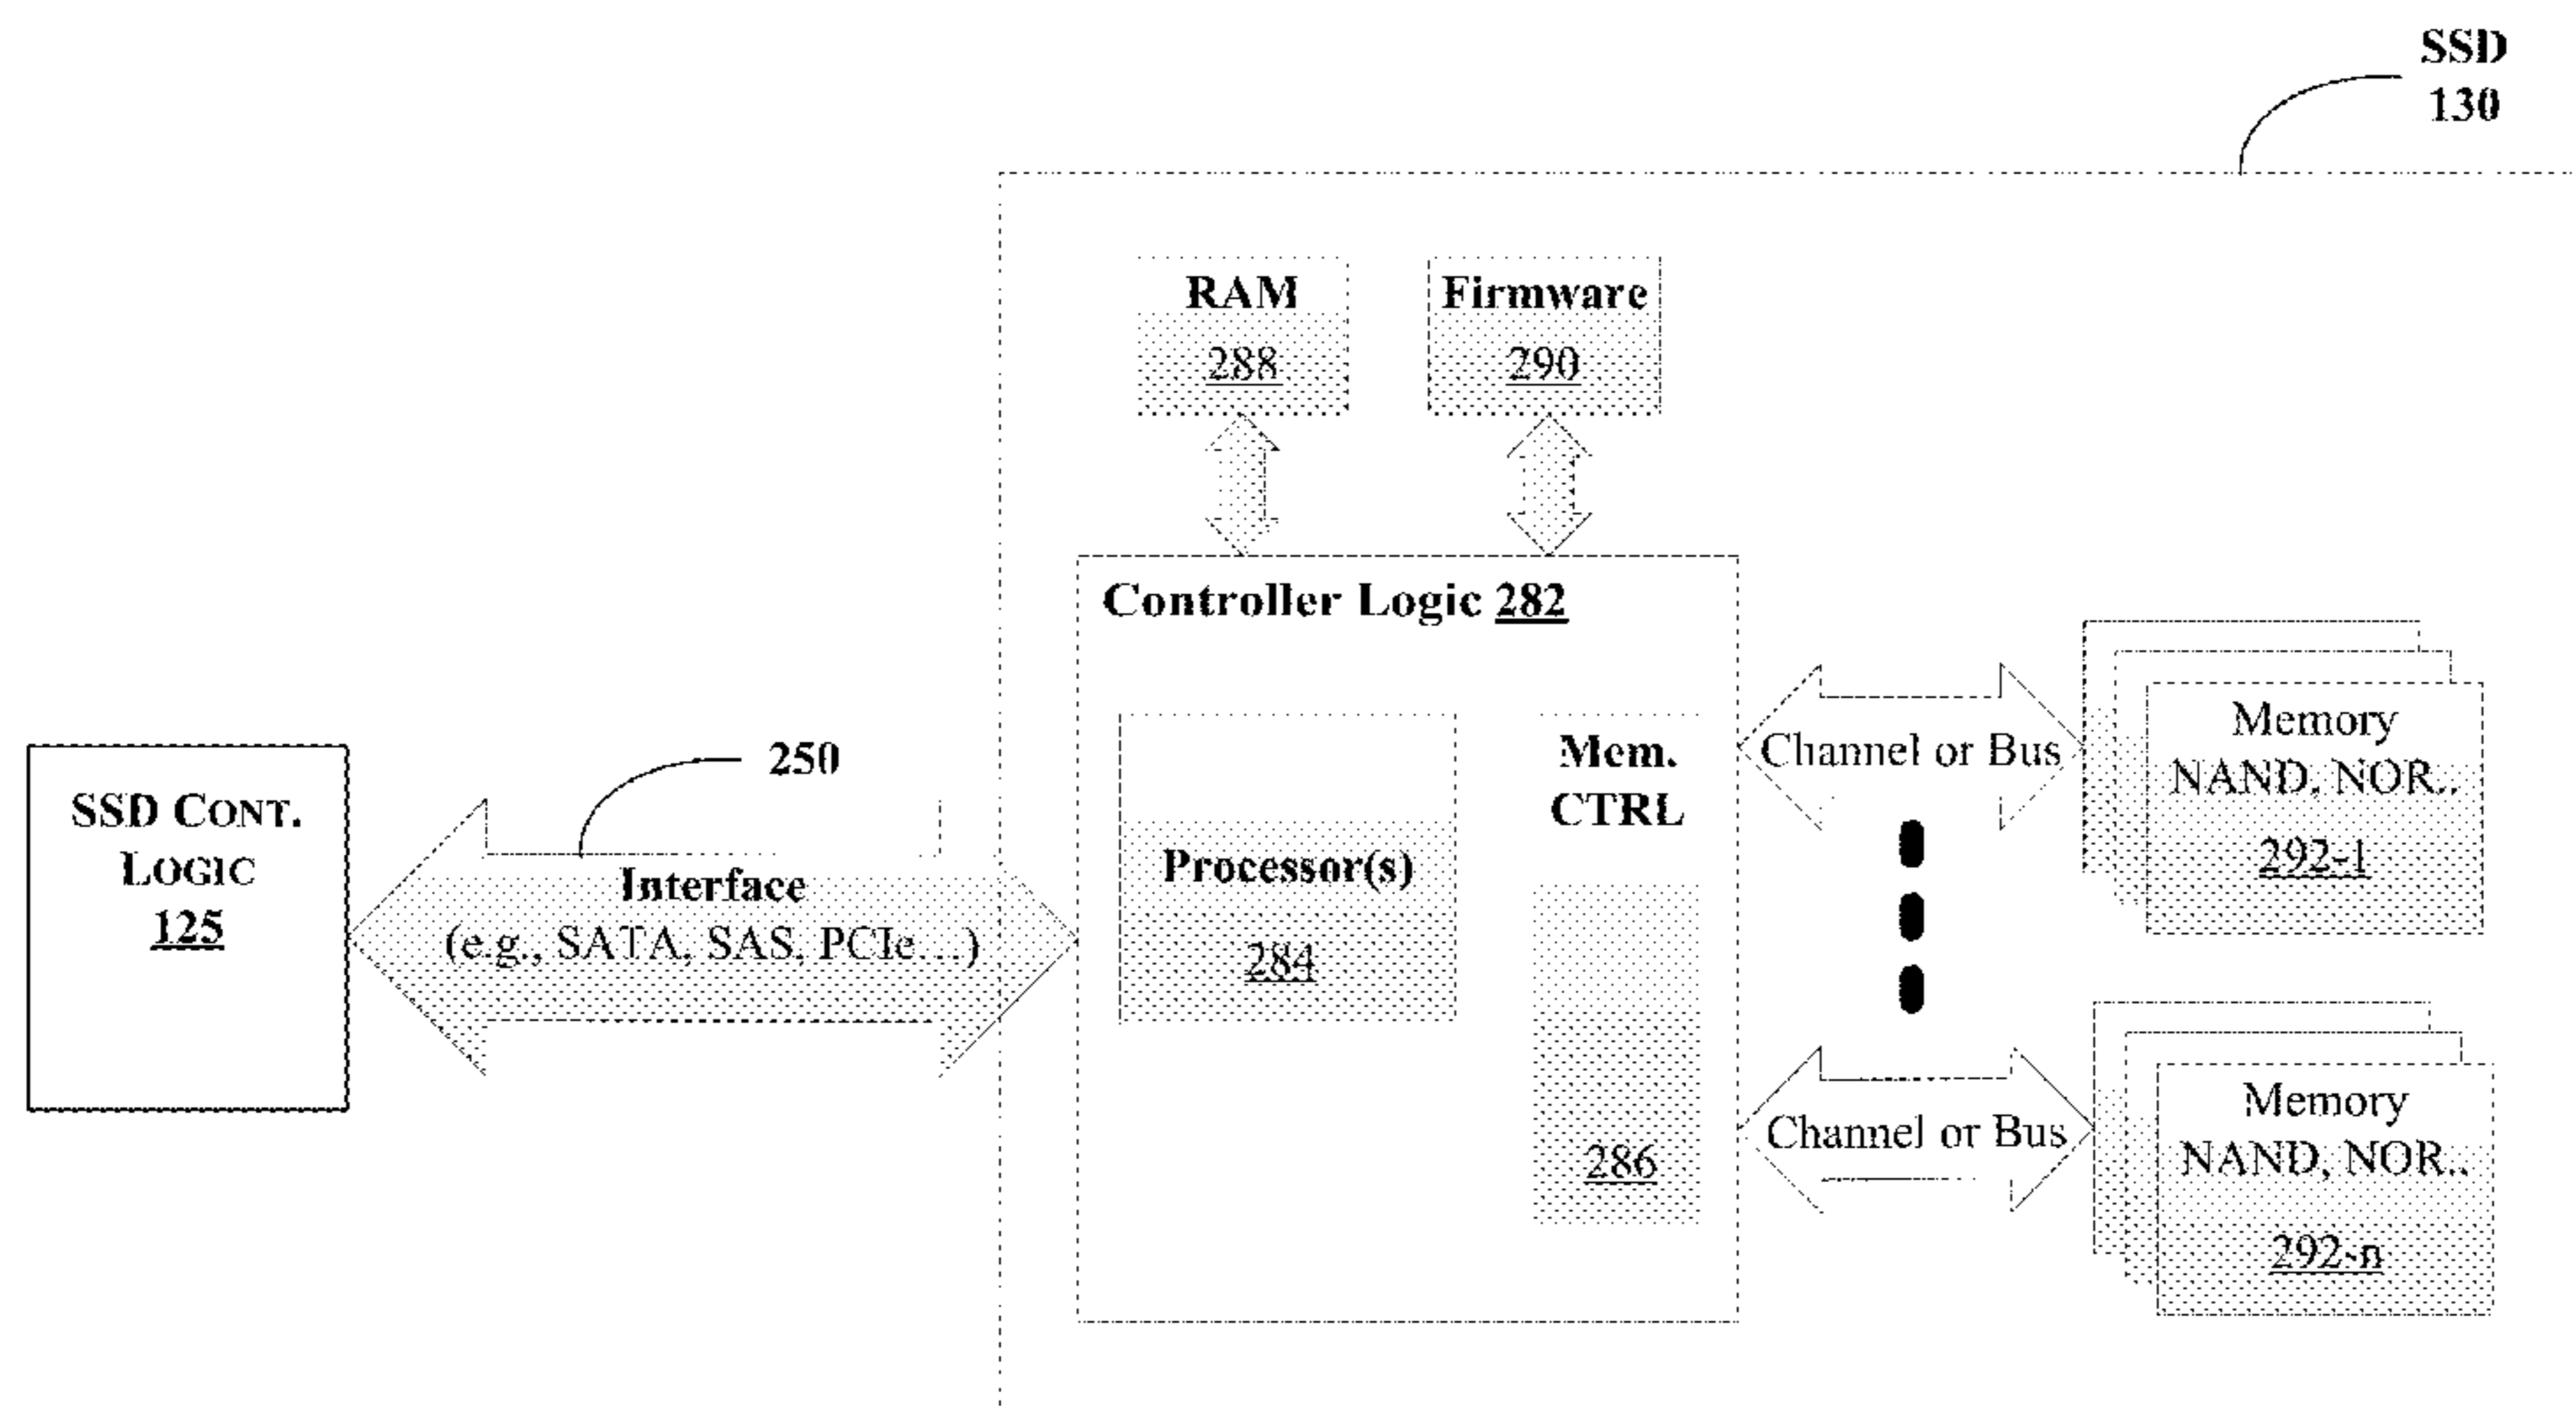 SSD
130
RAM
288
Firmware
290
Controller Logic 282
SSD CONT.
LOGIC
125
250
Interface
(e.g., SATA, SAS, PCIe…)
Processor(s)
284
Mem.
CTRL
286
Channel or Bus
Memory
NAND, NOR..
292-1
Channel or Bus
Memory
NAND, NOR..
292-n